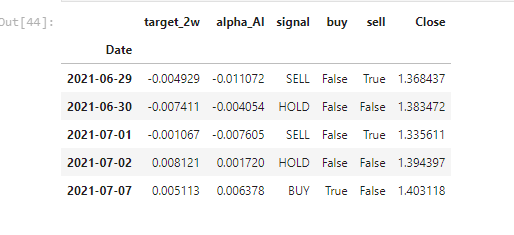 Out[44]:
target_2w alpha_AI signal buy sell Close
Date
2021-06-29 -0.004929 -0.011072 SELL False True 1.368437
2021-06-30 -0.007411 -0.004054 HOLD False False 1.383472
2021-07-01 -0.001067 -0.007605 SELL False True 1.335611
2021-07-02 0.008121 0.001720 HOLD False False 1.394397
2021-07-07 0.005113 0.006378 BUY True False 1.403118